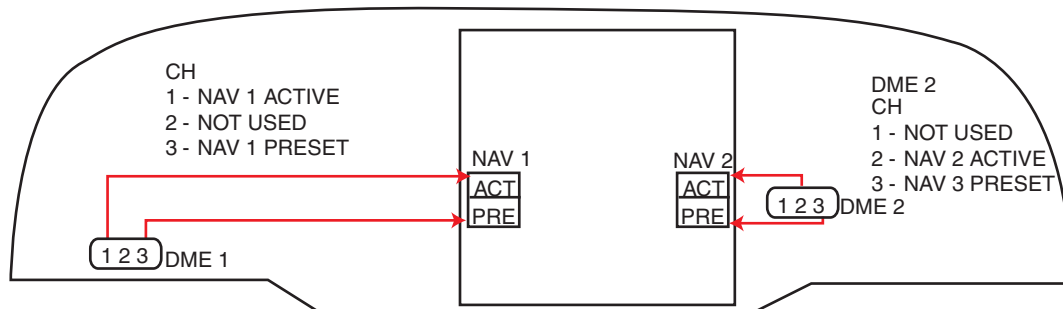 CH
1 - NAV 1 ACTIVE
2 - NOT USED
3 - NAV 1 PRESET
DME 2
CH
1 - NOT USED
2 - NAV 2 ACTIVE
3 - NAV 3 PRESET
NAV 1
ACT
PRE
NAV 2
ACT
PRE
1 2 3 DME 2
1 2 3 DME 1